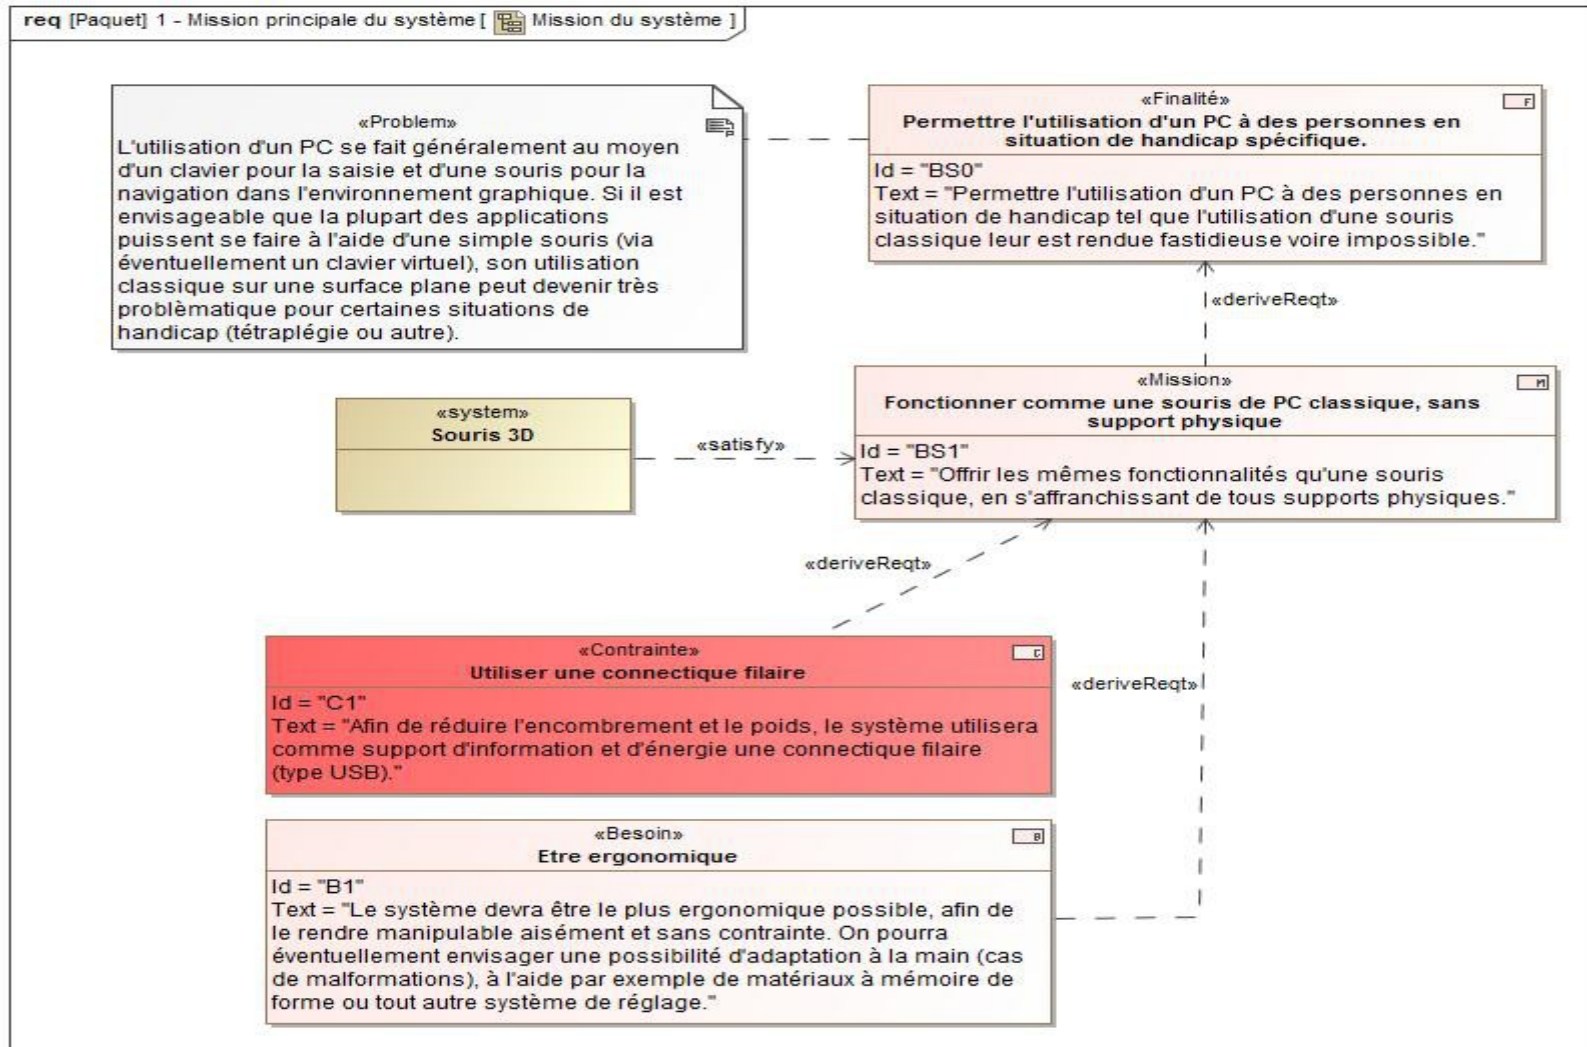 req [Paquet] 1 - Mission principale du système [ Mission du système ]
«Problem»
L'utilisation d'un PC se fait généralement au moyen
d'un clavier pour la saisie et d'une souris pour la
navigation dans l'environnement graphique. Si il est
envisageable que la plupart des applications
puissent se faire à l'aide d'une simple souris (via
éventuellement un clavier virtuel), son utilisation
classique sur une surface plane peut devenir très
problèmatique pour certaines situations de
handicap (tétraplégie ou autre).
«Finalité»
F
Permettre l'utilisation d'un PC à des personnes en
situation de handicap spécifique.
Id = "BS0"
Text = "Permettre l'utilisation d'un PC à des personnes en
situation de handicap tel que l'utilisation d'une souris
classique leur est rendue fastidieuse voire impossible."
«deriveReqt»
«Mission»
M
Fonctionner comme une souris de PC classique, sans
support physique
Id = "BS1"
Text = "Offrir les mêmes fonctionnalités qu'une souris
classique, en s'affranchissant de tous supports physiques."
«system»
Souris 3D
«satisfy»
«deriveReqt»
«Contrainte»
C
Utiliser une connectique filaire
Id = "C1"
Text = "Afin de réduire l'encombrement et le poids, le système utilisera
comme support d'information et d'énergie une connectique filaire
(type USB)."
«deriveReqt»
«Besoin»
B
Etre ergonomique
Id = "B1"
Text = "Le système devra être le plus ergonomique possible, afin de
le rendre manipulable aisément et sans contrainte. On pourra
éventuellement envisager une possibilité d'adaptation à la main (cas
de malformations), à l'aide par exemple de matériaux à mémoire de
forme ou tout autre système de réglage."